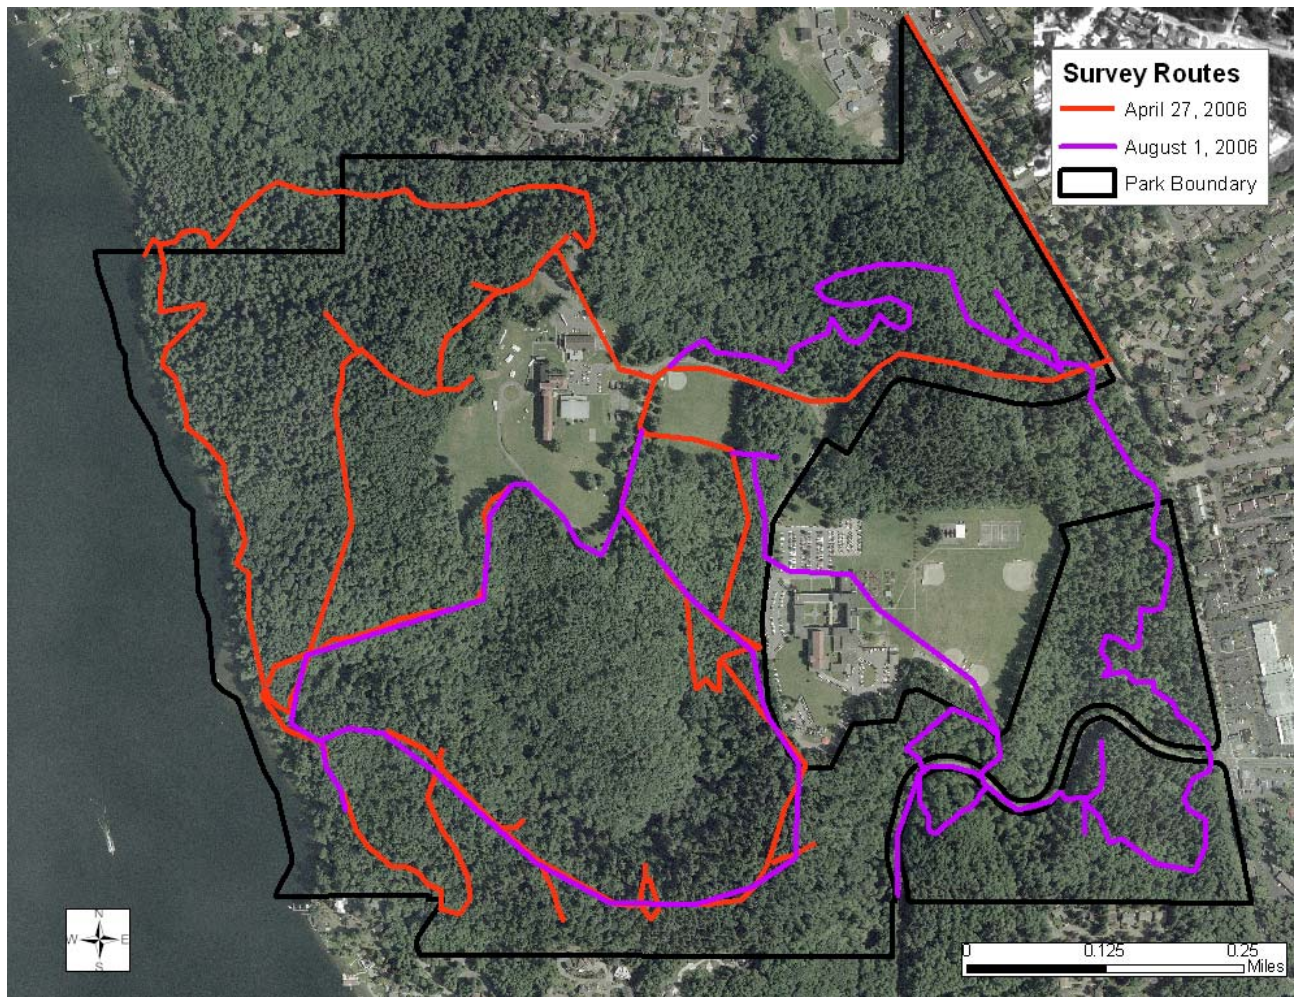 Survey Routes
April 27, 2006
August 1, 2006
Park Boundary
N
W E
S
0 0.125 0.25
Miles